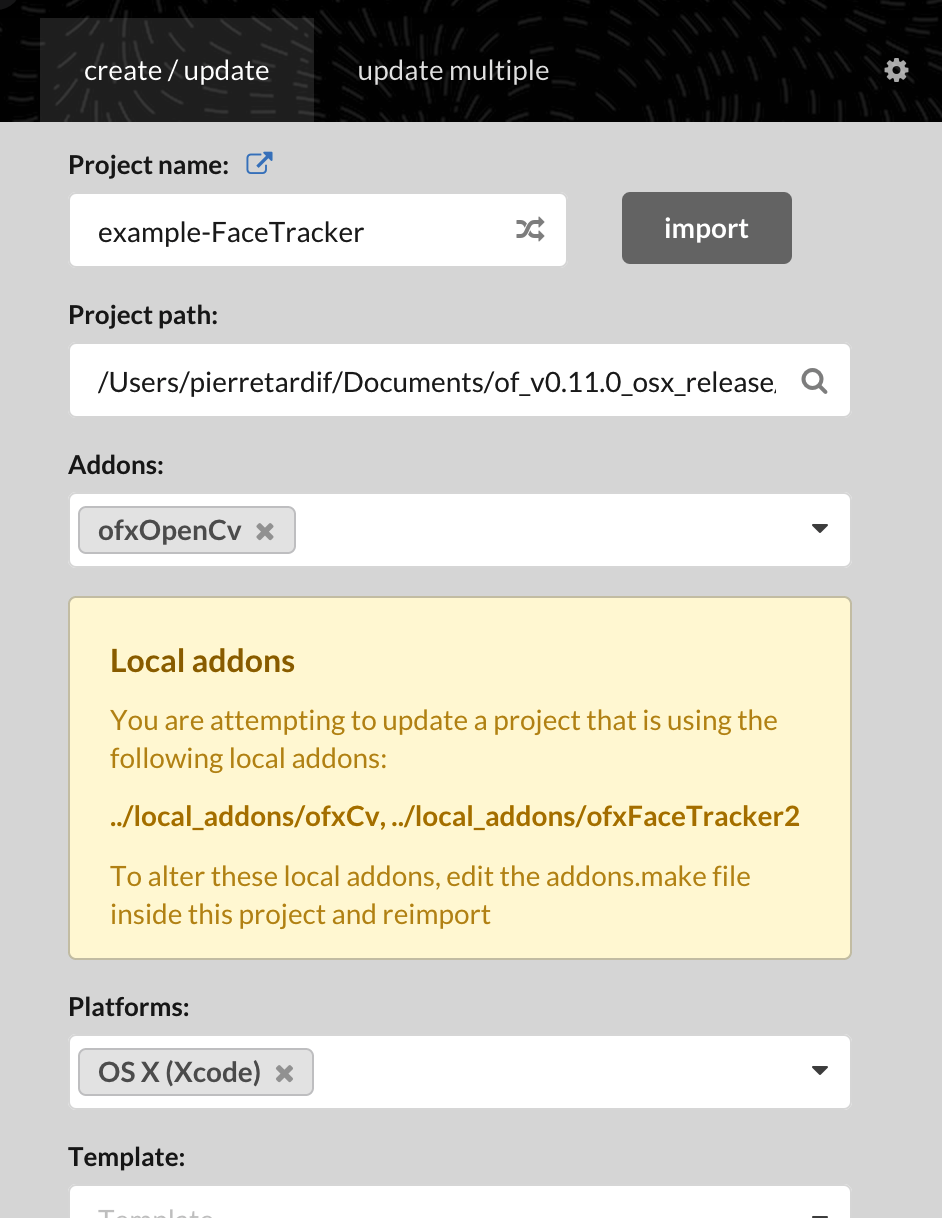 create / update
update multiple
Project name:
example-FaceTracker
import
Project path:
/Users/pierretardif/Documents/of_v0.11.0_osx_release/
Addons:
ofxOpenCv
Local addons
You are attempting to update a project that is using the
following local addons:
../local_addons/ofxCv, ../local_addons/ofxFaceTracker2
To alter these local addons, edit the addons.make file
inside this project and reimport
Platforms:
OS X (Xcode)
Template:
Template